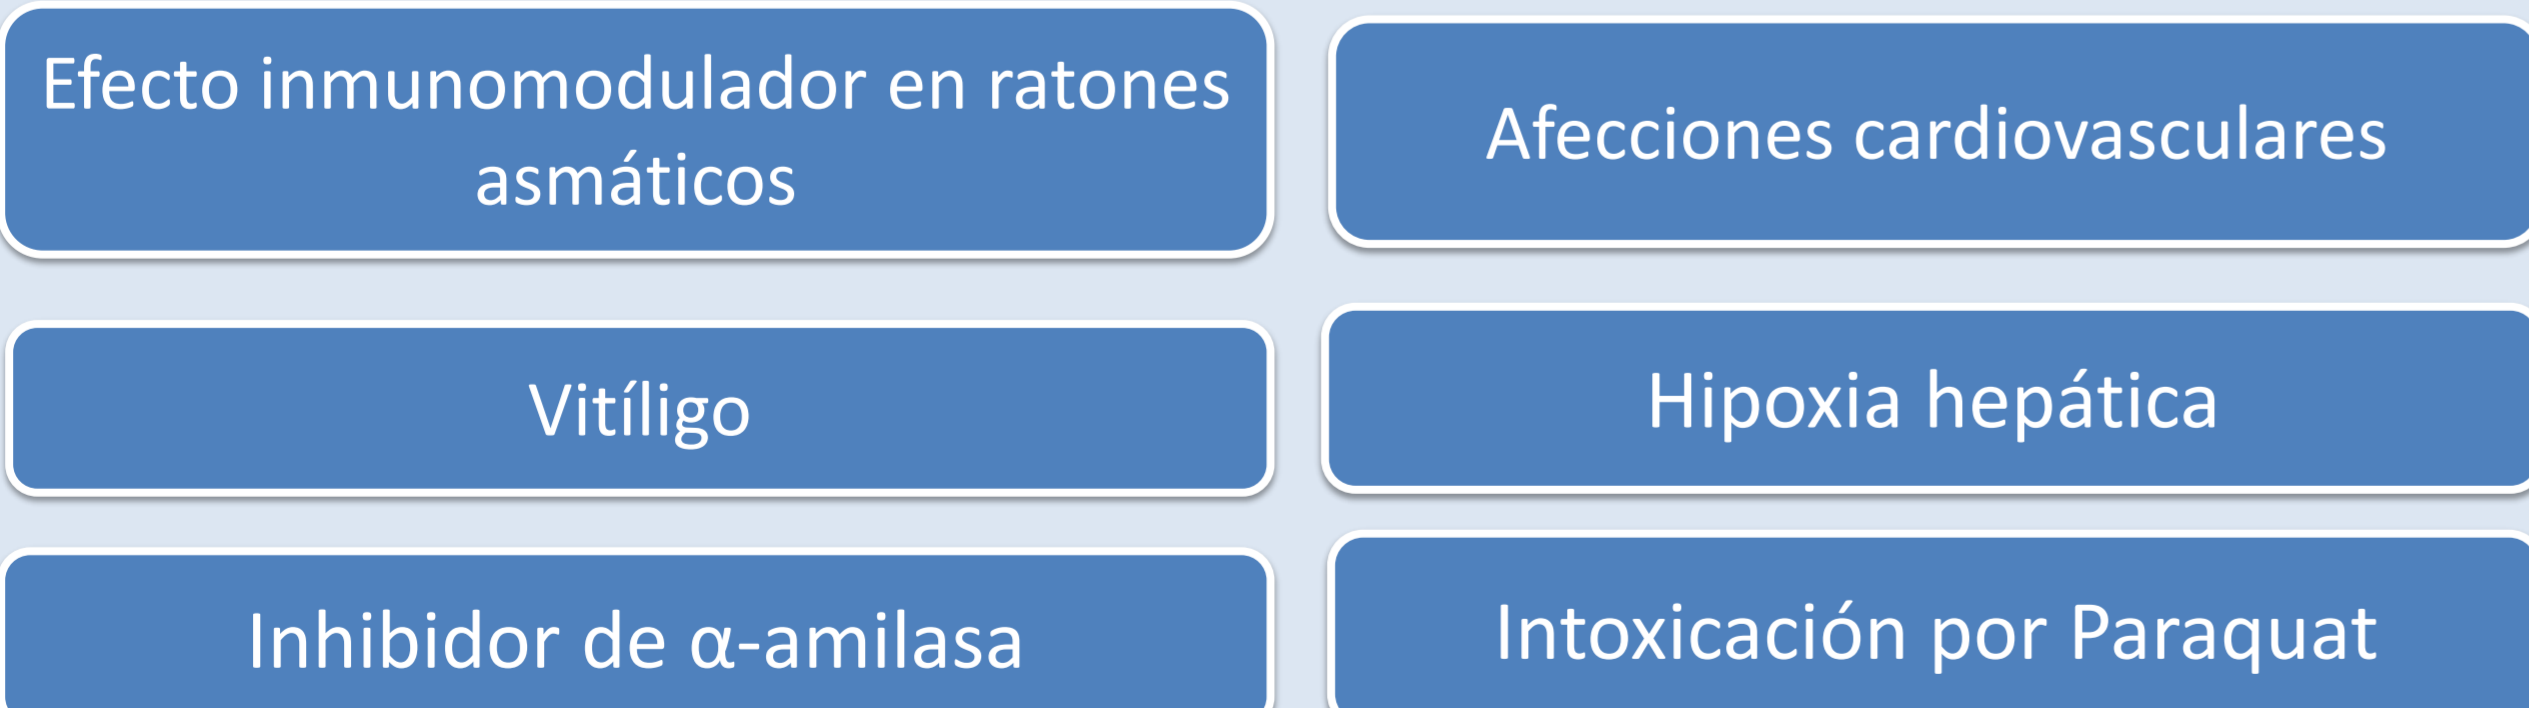 Efecto inmunomodulador en ratones
asmáticos
Afecciones cardiovasculares
Vitíligo
Hipoxia hepática
Inhibidor de α-amilasa
Intoxicación por Paraquat